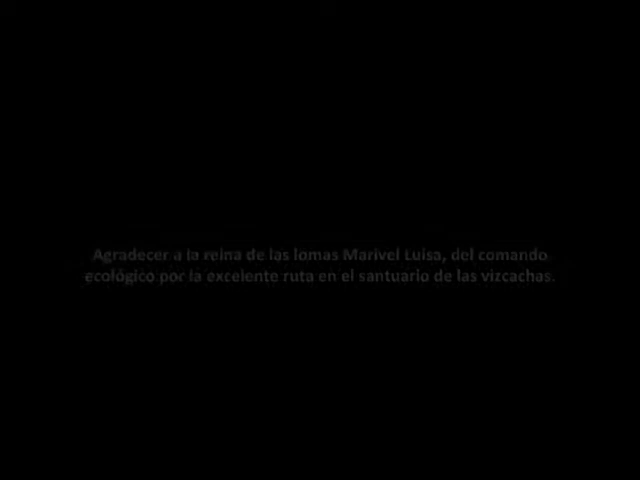 Agradecer a la reina de las lomas Marivel Luisa, del comando
ecológico por la excelente ruta en el santuario de las vizcachas.